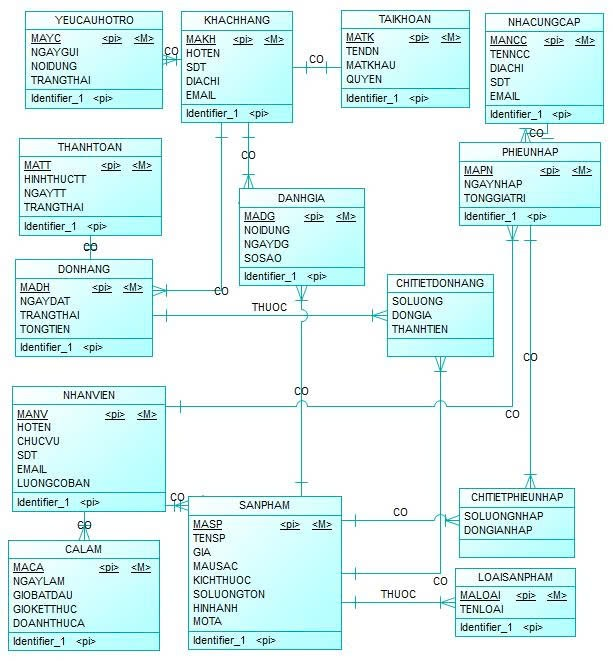 YEUCAUHOTRO
MAYC <pi> <M>
NGAYGUI
NOIDUNG
TRANGTHAI
Identifier_1 <pi>
CO
KHACHHANG
MAKH <pi> <M>
HOTEN
SDT
DIACHI
EMAIL
Identifier_1 <pi>
CO
TAIKHOAN
MATK <pi> <M>
TENDN
MATKHAU
QUYEN
Identifier_1 <pi>
NHACUNGCAP
MANCC <pi> <M>
TENNCC
DIACHI
SDT
EMAIL
Identifier_1 <pi>
CO
THANHTOAN
MATT <pi> <M>
HINHTHUCTT
NGAYTT
TRANGTHAI
Identifier_1 <pi>
CO
CO
DANHGIA
MADG <pi> <M>
NOIDUNG
NGAYDG
SOSAO
Identifier_1 <pi>
PHIEUNHAP
MAPN <pi> <M>
NGAYNHAP
TONGGIATRI
Identifier_1 <pi>
DONHANG
MADH <pi> <M>
NGAYDAT
TRANGTHAI
TONGTIEN
Identifier_1 <pi>
CO
THUOC
CHITIETDONHANG
SOLUONG
DONGIA
THANHTIEN
CO
NHANVIEN
MANV <pi> <M>
HOTEN
CHUCVU
SDT
EMAIL
LUONGCOBAN
Identifier_1 <pi>
CO
CO
CO
CO
CALAM
MACA <pi> <M>
NGAYLAM
GIOBATDAU
GIOKETTHUC
DOANHTHUCA
Identifier_1 <pi>
SANPHAM
MASP <pi> <M>
TENSP
GIA
MAUSAC
KICHTHUOC
SOLUONGTON
HINHANH
MOTA
Identifier_1 <pi>
CO
CO
THUOC
CHITIETPHIEUNHAP
SOLUONGNHAP
DONGIANHAP
LOAISANPHAM
MALOAI <pi> <M>
TENLOAI
Identifier_1 <pi>